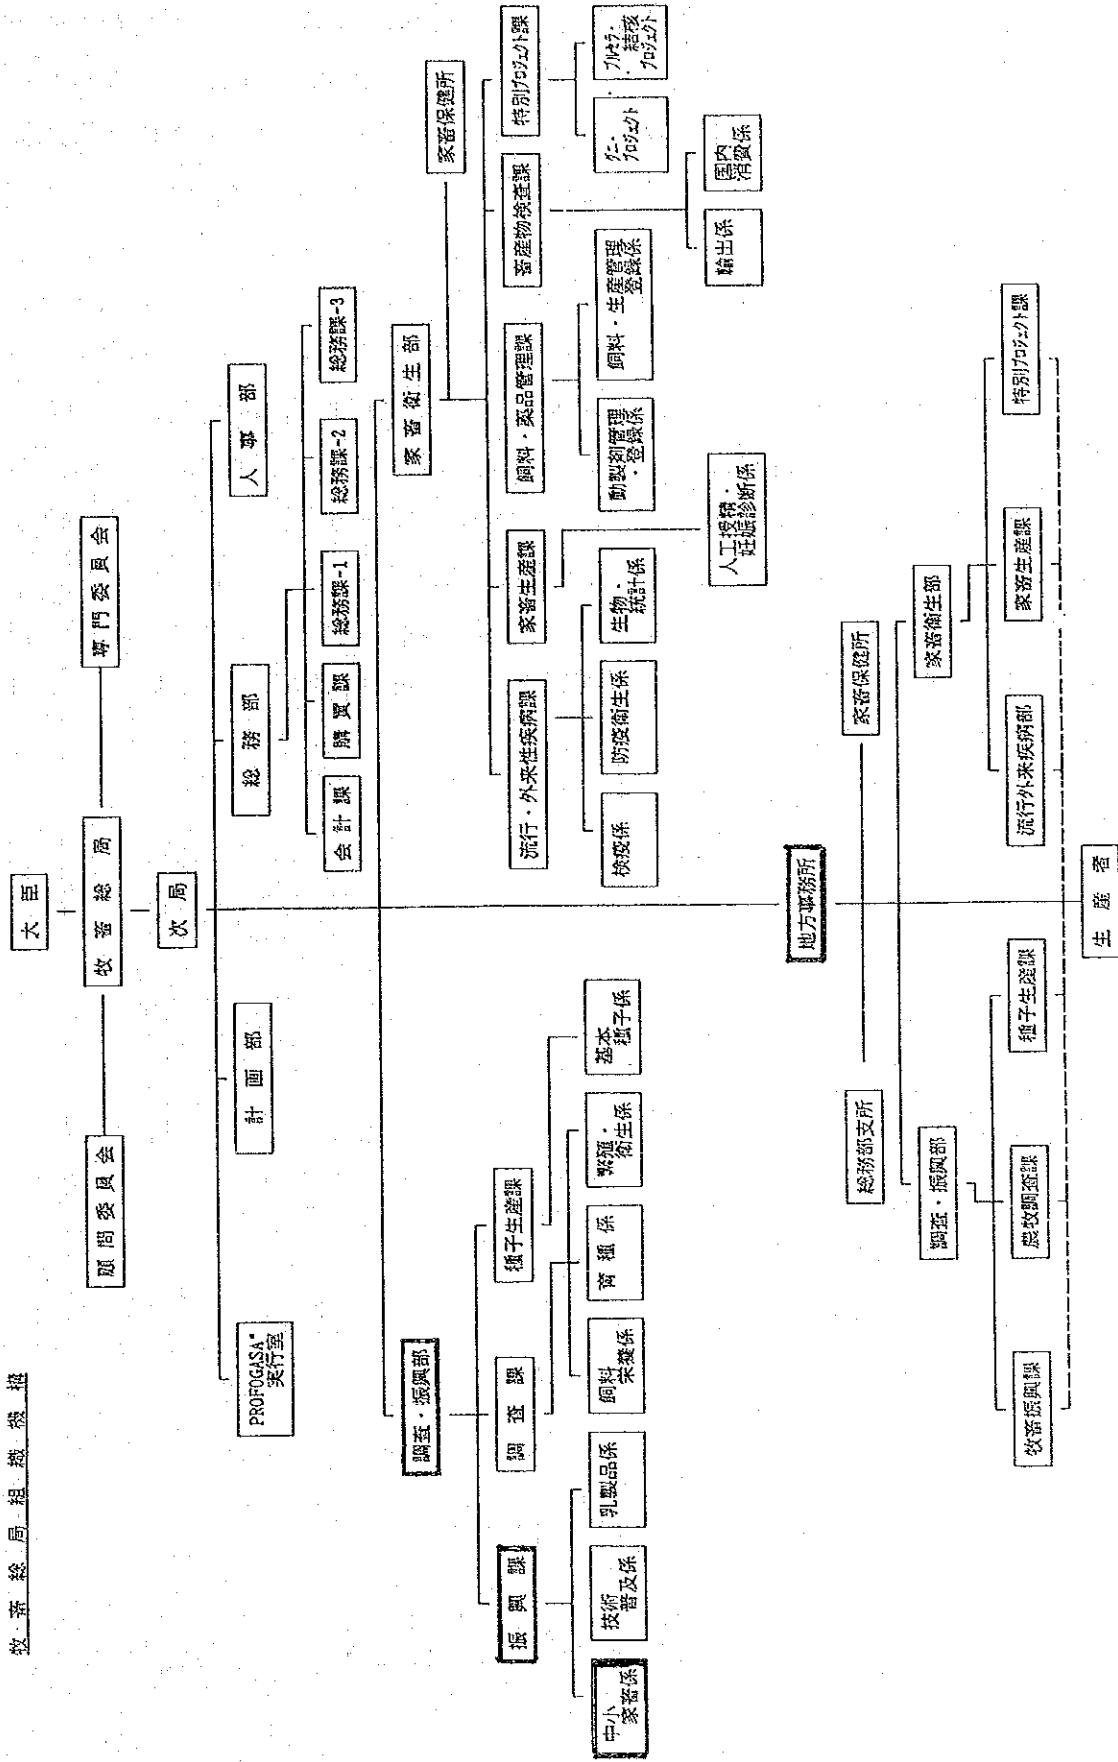 牧畜総局組織機構
大臣
顧問委員会
牧畜総局
専門委員会
次局
PROFOGASA*
実行室
計画部
総務部
人事部
会計課
購買課
総務課-1
総務課-2
総務課-3
調査・振興部
家畜衛生部
家畜保健所
振興課
調査課
種子生産課
流行・外来性疾病課
家畜生産課
飼料・薬品管理課
畜産物検査課
特別プロジェクト課
中小
家畜係
技術
普及係
乳製品係
飼料
栄養係
育種係
繁殖・
衛生係
基本
種子係
検疫係
防疫衛生係
生物・
統計係
動製剤管理
・登録係
飼料・生産管理
登録係
グニー
プロジェクト
ブルセラ・
結核
プロジェクト
人工授精・
妊娠診断係
輸出係
国内
消費係
地方事務所
総務部支所
家畜保健所
調査・振興部
家畜衛生部
牧畜振興課
農牧調査課
種子生産課
流行外来疾病部
家畜生産課
特別プロジェクト課
生産者